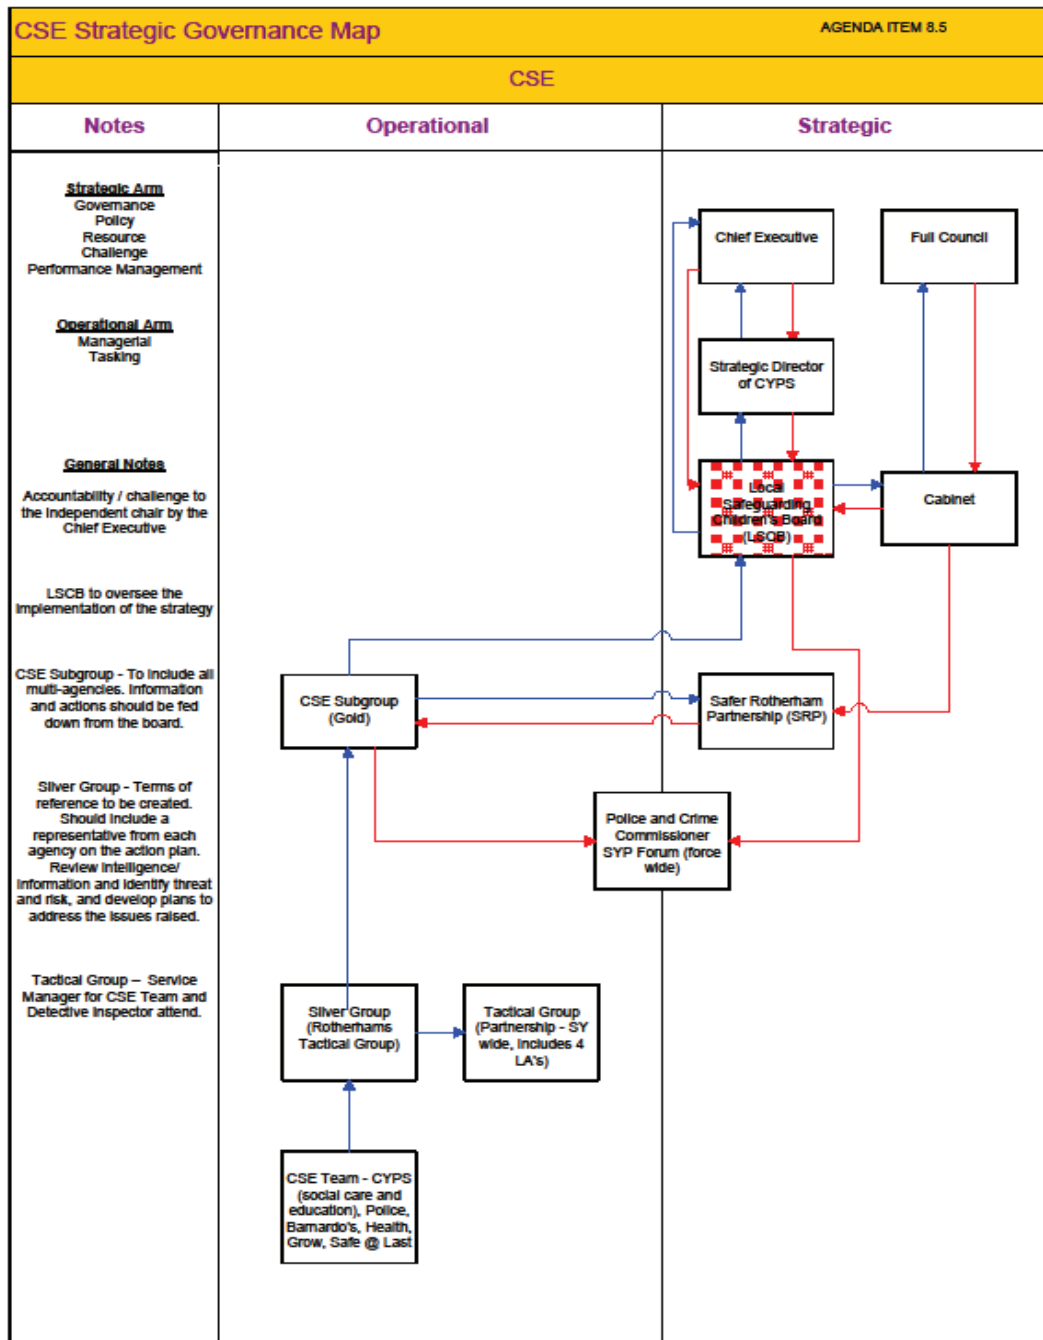 CSE Strategic Governance Map
AGENDA ITEM 8.5
CSE
Notes
Operational
Strategic
Strategic Arm
Governance
Policy
Resource
Challenge
Performance Management
Operational Arm
Managerial
Tasking
General Notes
Accountability / challenge to
the Independent chair by the
Chief Executive
LSCB to oversee the
implementation of the strategy
CSE Subgroup - To include all
multi-agencies. Information
and actions should be fed
down from the board.
Silver Group - Terms of
reference to be created.
Should include a
representative from each
agency on the action plan.
Review intelligence/
information and identify threat
and risk, and develop plans to
address the issues raised.
Tactical Group – Service
Manager for CSE Team and
Detective Inspector attend.
Chief Executive
Full Council
Strategic Director
of CYPS
Local
Safeguarding
Children's Board
(LSCB)
Cabinet
CSE Subgroup
(Gold)
Safer Rotherham
Partnership (SRP)
Police and Crime
Commissioner
SYP Forum (force
wide)
Silver Group
(Rotherhams
Tactical Group)
Tactical Group
(Partnership - SY
wide, includes 4
LA's)
CSE Team - CYPS
(social care and
education), Police,
Barnardo's, Health,
Grow, Safe @ Last